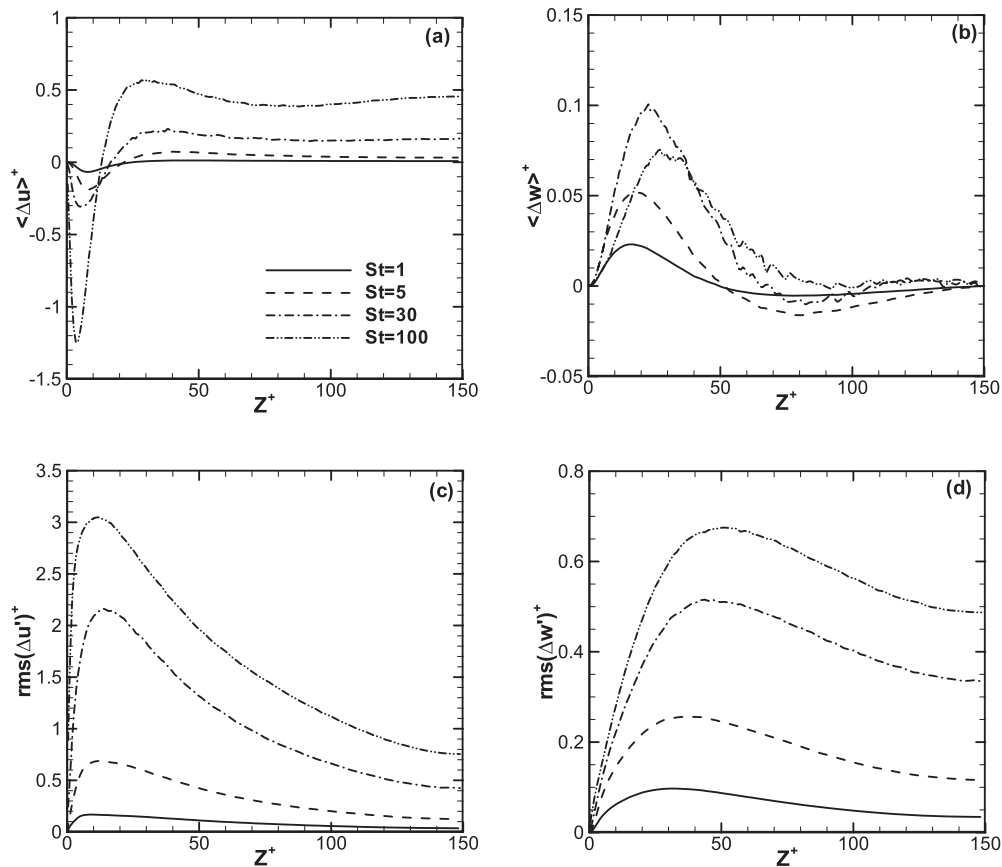 (a)
1
0.5
0
-0.5
-1
-1.5
<Δu>⁺
St=1
St=5
St=30
St=100
0 50 100 150
Z⁺
(b)
0.15
0.1
0.05
0
-0.05
<Δw>⁺
0 50 100 150
Z⁺
(c)
3.5
3
2.5
2
1.5
1
0.5
0
rms(Δu')⁺
0 50 100 150
Z⁺
(d)
0.8
0.6
0.4
0.2
0
rms(Δw')⁺
0 50 100 150
Z⁺